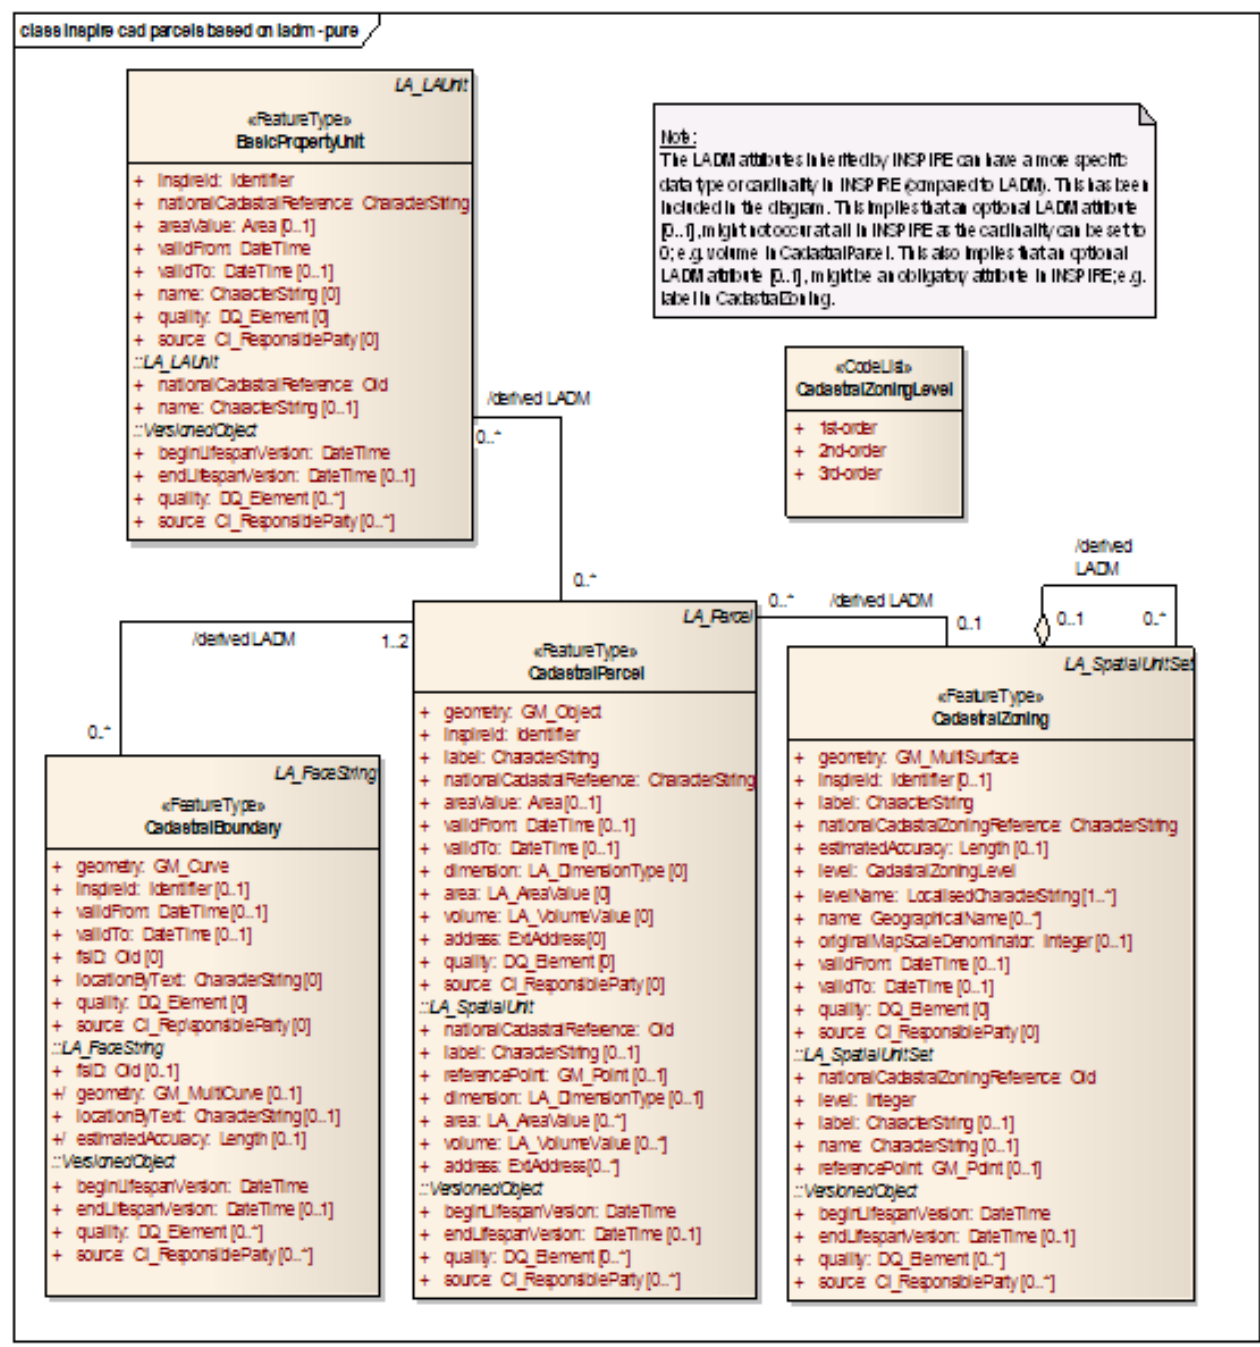 class inspire cad parcels based on ladm - pure
LA_LAUnit
«FeatureType»
BasicPropertyUnit
+ inspireId: Identifier
+ nationalCadastralReference: CharacterString
+ areaValue: Area [0..1]
+ validFrom: DateTime
+ validTo: DateTime [0..1]
+ name: CharacterString [0]
+ quality: DQ_Element [0]
+ source: CI_ResponsibleParty [0]
::LA_LAUnit
+ nationalCadastralReference: Oid
+ name: CharacterString [0..1]
::VersionedObject
+ beginLifespanVersion: DateTime
+ endLifespanVersion: DateTime [0..1]
+ quality: DQ_Element [0..*]
+ source: CI_ResponsibleParty [0..*]
Note:
The LADM attributes inherited by INSPIRE can have a more specific
data type or cardinality in INSPIRE (compared to LADM). This has been
included in the diagram. This implies that an optional LADM attribute
[0..1], might not occur at all in INSPIRE as the cardinality can be set to
0; e.g. volume in CadastralParcel. This also implies that an optional
LADM attribute [0..1], might be an obligatory attribute in INSPIRE; e.g.
label in CadastralZoning.
«CodeList»
CadastralZoningLevel
+ 1st-order
+ 2nd-order
+ 3rd-order
/derived LADM
0..*
0..*
/derived LADM
1..2
0..*
0..*
/derived LADM
0..1
/derived
LADM
0..1
0..*
LA_FaceString
«FeatureType»
CadastralBoundary
+ geometry: GM_Curve
+ inspireId: Identifier [0..1]
+ validFrom: DateTime [0..1]
+ validTo: DateTime [0..1]
+ fsID: Oid [0]
+ locationByText: CharacterString [0]
+ quality: DQ_Element [0]
+ source: CI_Rep\sponsibleParty [0]
::LA_FaceString
+ fsID: Oid [0..1]
+/ geometry: GM_MultiCurve [0..1]
+ locationByText: CharacterString [0..1]
+/ estimatedAccuracy: Length [0..1]
::VersionedObject
+ beginLifespanVersion: DateTime
+ endLifespanVersion: DateTime [0..1]
+ quality: DQ_Element [0..*]
+ source: CI_ResponsibleParty [0..*]
LA_Parcel
«FeatureType»
CadastralParcel
+ geometry: GM_Object
+ inspireId: Identifier
+ label: CharacterString
+ nationalCadastralReference: CharacterString
+ areaValue: Area [0..1]
+ validFrom: DateTime [0..1]
+ validTo: DateTime [0..1]
+ dimension: LA_DimensionType [0]
+ area: LA_AreaValue [0]
+ volume: LA_VolumeValue [0]
+ address: ExtAddress [0]
+ quality: DQ_Element [0]
+ source: CI_ResponsibleParty [0]
::LA_SpatialUnit
+ nationalCadastralReference: Oid
+ label: CharacterString [0..1]
+ referencePoint: GM_Point [0..1]
+ dimension: LA_DimensionType [0..1]
+ area: LA_AreaValue [0..*]
+ volume: LA_VolumeValue [0..*]
+ address: ExtAddress [0..*]
::VersionedObject
+ beginLifespanVersion: DateTime
+ endLifespanVersion: DateTime [0..1]
+ quality: DQ_Element [0..*]
+ source: CI_ResponsibleParty [0..*]
LA_SpatialUnitSet
«FeatureType»
CadastralZoning
+ geometry: GM_MultiSurface
+ inspireId: Identifier [0..1]
+ label: CharacterString
+ nationalCadastralZoningReference: CharacterString
+ estimatedAccuracy: Length [0..1]
+ level: CadastralZoningLevel
+ levelName: LocalisedCharacterString [1..*]
+ name: GeographicalName [0..*]
+ originalMapScaleDenominator: Integer [0..1]
+ validFrom: DateTime [0..1]
+ validTo: DateTime [0..1]
+ quality: DQ_Element [0]
+ source: CI_ResponsibleParty [0]
::LA_SpatialUnitSet
+ nationalCadastralZoningReference: Oid
+ level: Integer
+ label: CharacterString [0..1]
+ name: CharacterString [0..1]
+ referencePoint: GM_Point [0..1]
::VersionedObject
+ beginLifespanVersion: DateTime
+ endLifespanVersion: DateTime [0..1]
+ quality: DQ_Element [0..*]
+ source: CI_ResponsibleParty [0..*]